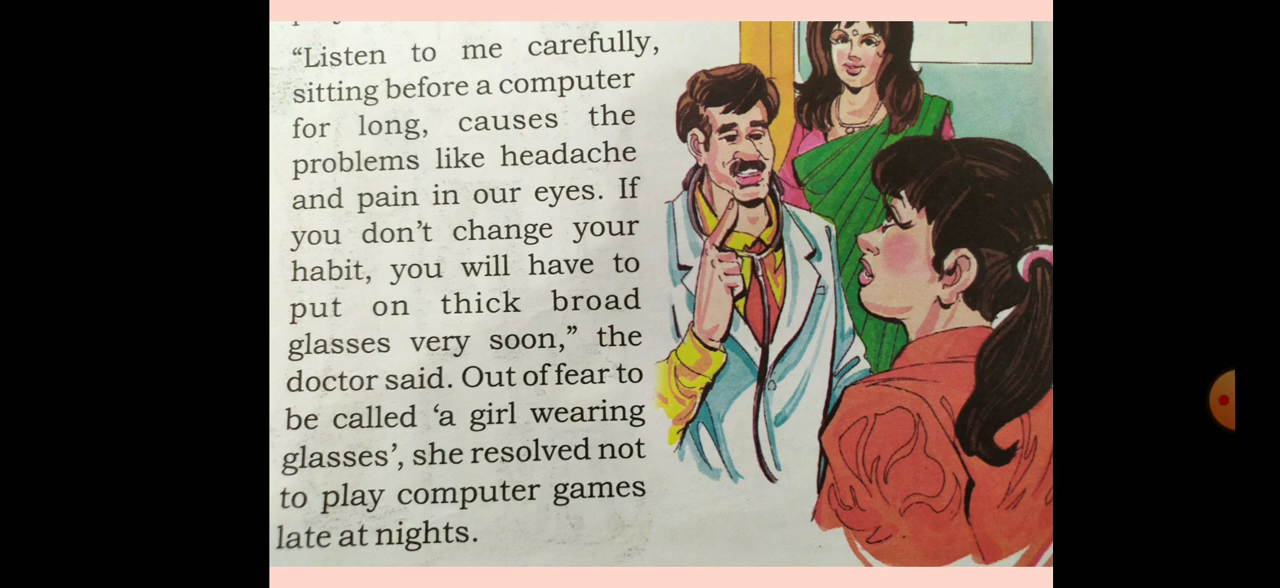 “Listen to me carefully,
sitting before a computer
for long, causes the
problems like headache
and pain in our eyes. If
you don’t change your
habit, you will have to
put on thick broad
glasses very soon,” the
doctor said. Out of fear to
be called ‘a girl wearing
glasses’, she resolved not
to play computer games
late at nights.